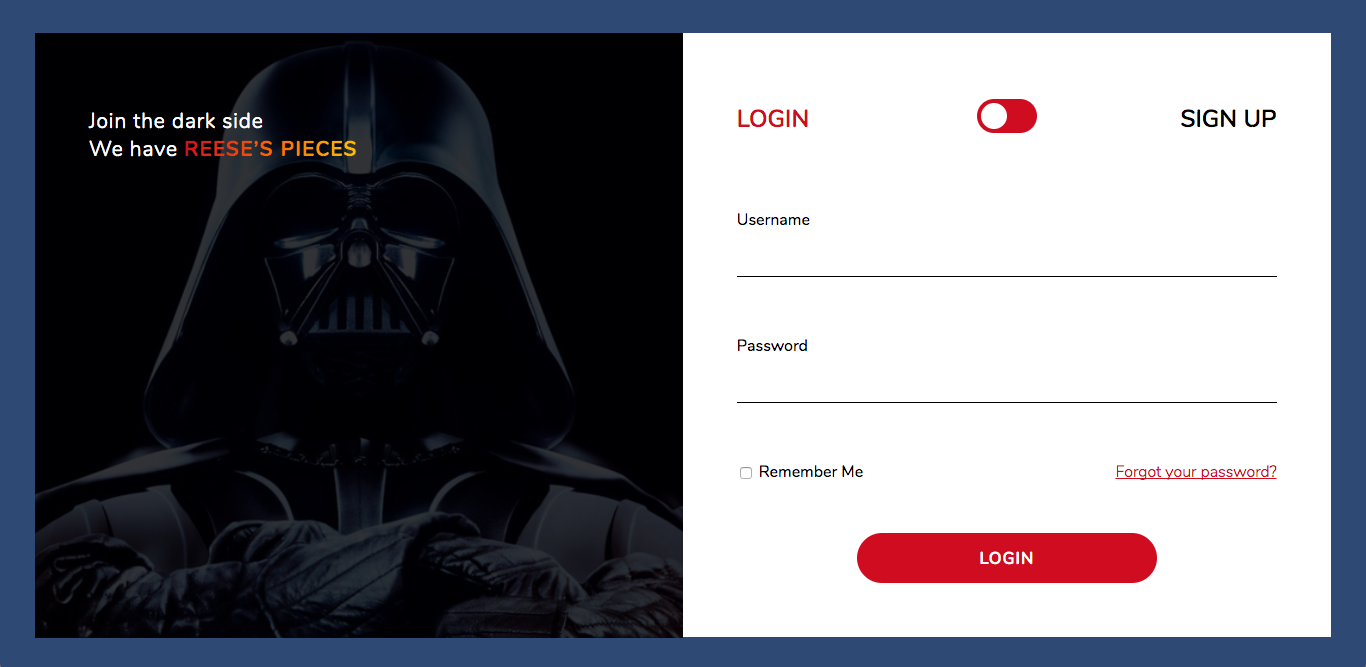 Join the dark side
We have REESE’S PIECES
LOGIN
SIGN UP
Username
Password
Remember Me
Forgot your password?
LOGIN